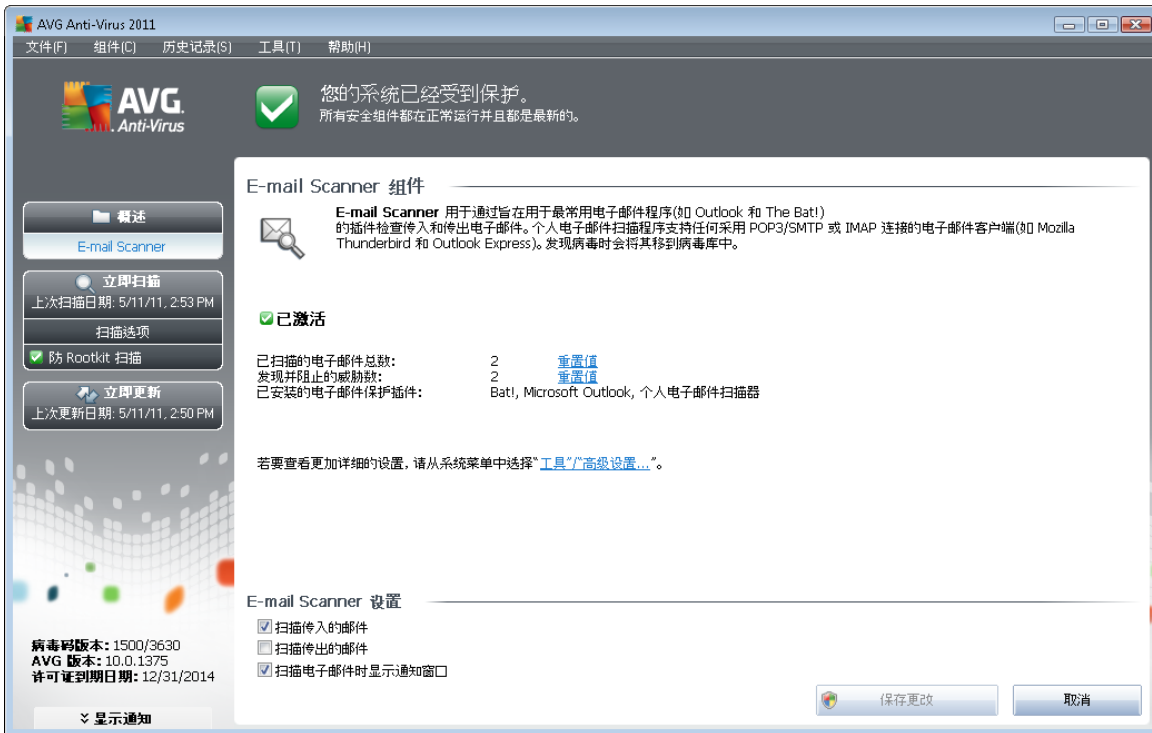 AVG Anti-Virus 2011
文件(F) 组件(C) 历史记录(S) 工具(T) 帮助(H)
AVG.
Anti-Virus
您的系统已经受到保护。
所有安全组件都在正常运行并且都是最新的。
概述
E-mail Scanner
立即扫描
上次扫描日期: 5/11/11, 2:53 PM
扫描选项
防 Rootkit 扫描
立即更新
上次更新日期: 5/11/11, 2:50 PM
病毒码版本: 1500/3630
AVG 版本: 10.0.1375
许可证到期日期: 12/31/2014
显示通知
E-mail Scanner 组件
E-mail Scanner 用于通过旨在用于最常用电子邮件程序(如 Outlook 和 The Bat!)
的插件检查传入和传出电子邮件。个人电子邮件扫描程序支持任何采用 POP3/SMTP 或 IMAP 连接的电子邮件客户端(如 Mozilla
Thunderbird 和 Outlook Express)。发现病毒时会将其移到病毒库中。
已激活
已扫描的电子邮件总数: 2 重置值
发现并阻止的威胁数: 2 重置值
已安装的电子邮件保护插件: Bat!, Microsoft Outlook, 个人电子邮件扫描器
若要查看更加详细的设置, 请从系统菜单中选择“工具”/“高级设置...”。
E-mail Scanner 设置
扫描传入的邮件
扫描传出的邮件
扫描电子邮件时显示通知窗口
保存更改
取消